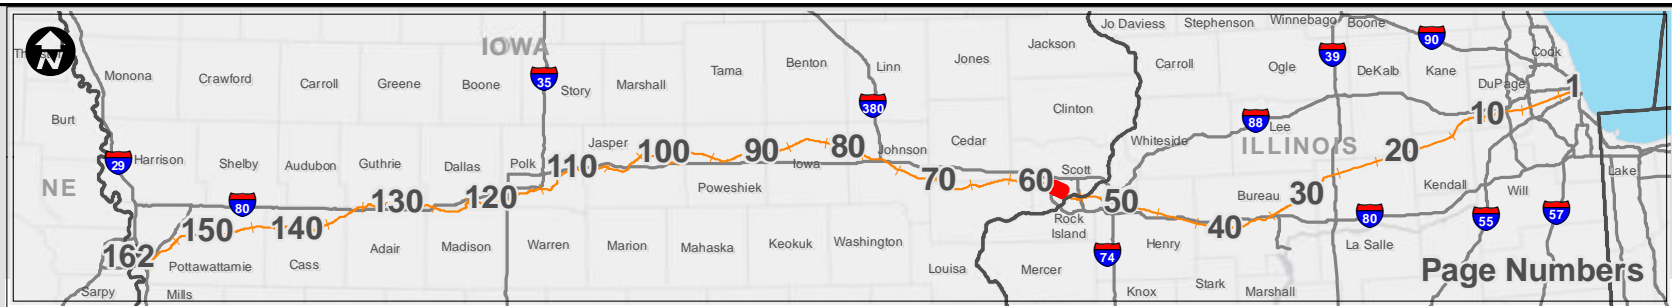 Jo Daviess Stephenson Winnebago Boone
IOWA
Jackson
90
39
Cook
Th
N
Monona Crawford Carroll Greene Boone 35 Story Marshall Tama Benton Linn Jones Carroll Ogle DeKalb Kane
DuPage 1
380 Clinton
10
Burt
88 Lee
Whiteside
ILLINOIS
Cedar
Jasper
100 90 80 Johnson
20
29 Harrison Shelby Audubon Guthrie Dallas Polk 110 Iowa
Scott
Lake
NE
70 60
Poweshiek
Kendall Will
130 120 50 Bureau 30
80
80 55 57
150 140
Rock
Island
40
162 Pottawattamie Cass Adair Madison Warren Marion Mahaska Keokuk Washington Henry La Salle
74
Louisa Mercer
Page Numbers
Sarpy Mills
Knox Stark Marshall